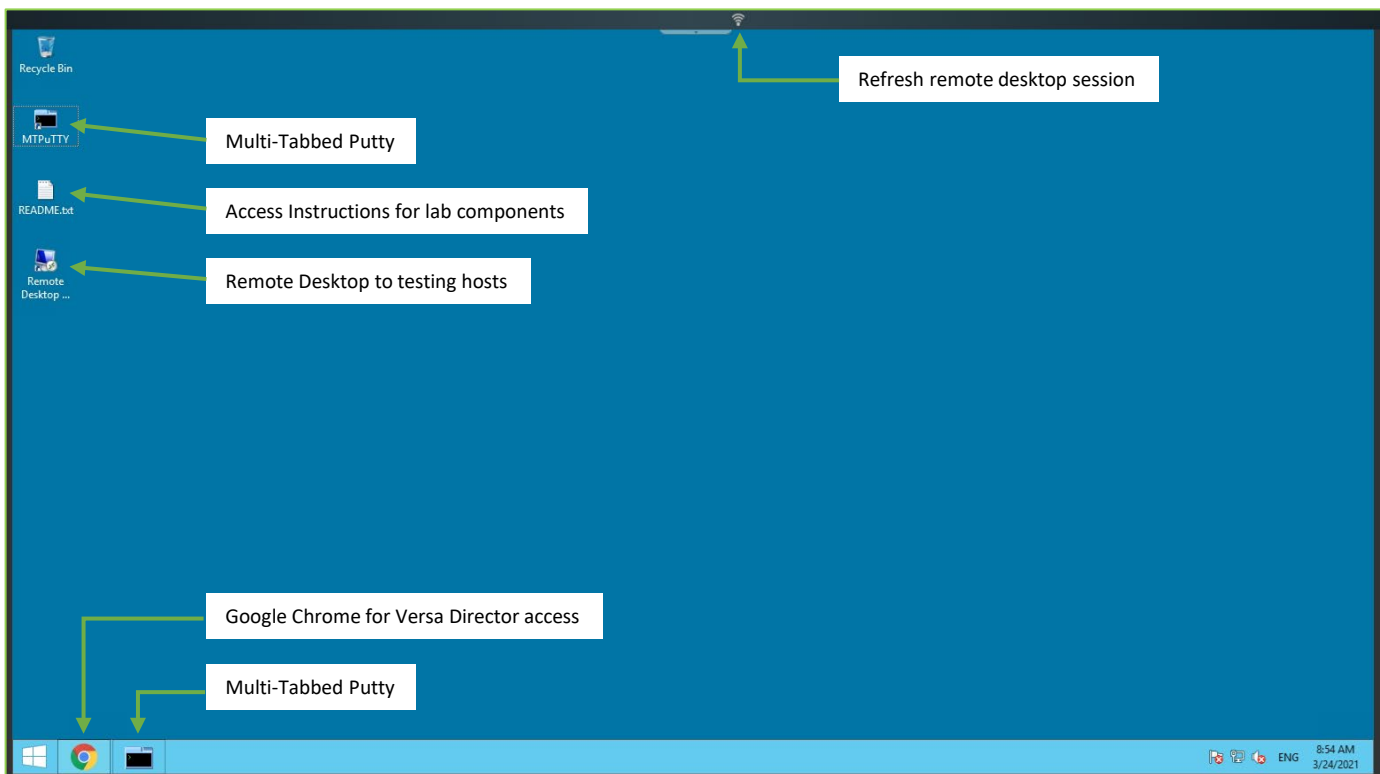 Recycle Bin
Refresh remote desktop session
MTPuTTY
Multi-Tabbed Putty
README.txt
Access Instructions for lab components
Remote
Desktop ...
Remote Desktop to testing hosts
Google Chrome for Versa Director access
Multi-Tabbed Putty
ENG
8:54 AM
3/24/2021